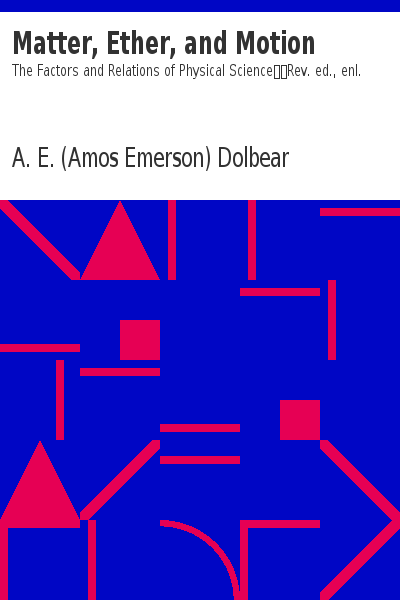 Matter, Ether, and Motion
The Factors and Relations of Physical Science▯▯Rev. ed., enl.
A. E. (Amos Emerson) Dolbear